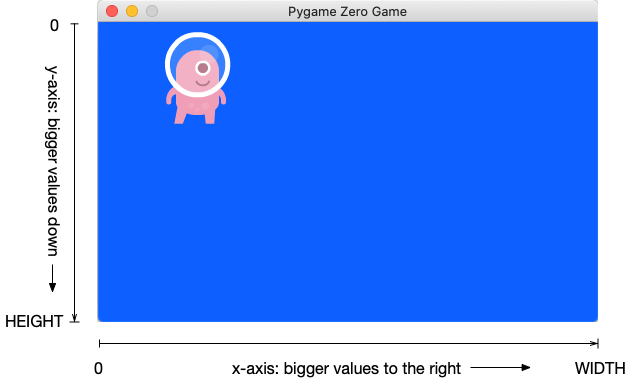 Pygame Zero Game
0
y-axis: bigger values down
HEIGHT
0
x-axis: bigger values to the right
WIDTH